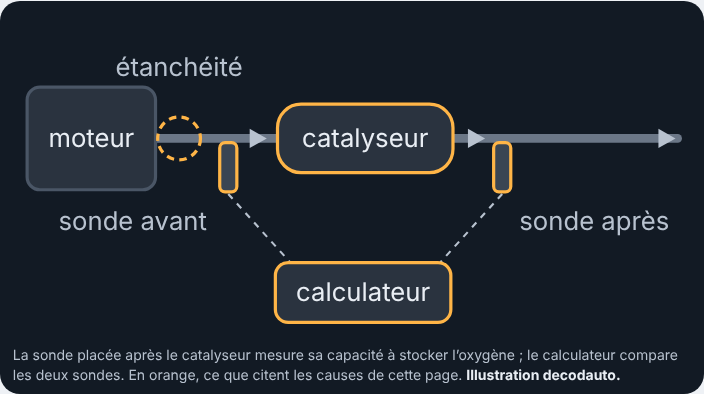 étanchéité
moteur
catalyseur
sonde avant
sonde après
calculateur
La sonde placée après le catalyseur mesure sa capacité à stocker l’oxygène ; le calculateur compare
les deux sondes. En orange, ce que citent les causes de cette page. Illustration decodauto.